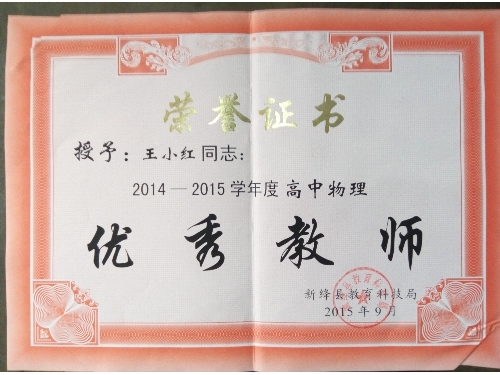 荣誉证书
授予：王小红同志：
2014—2015学年度高中物理
优秀教师
新绛县教育科技局
2015年9月